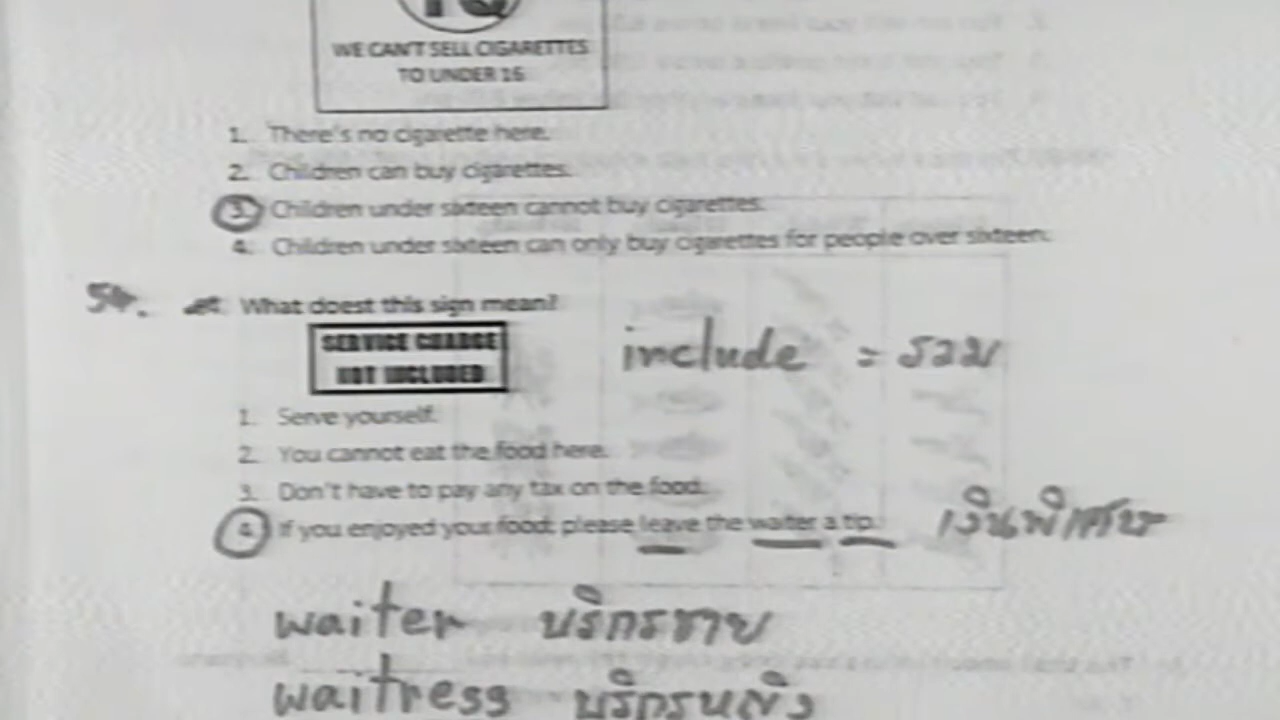 WE CAN'T SELL CIGARETTES
TO UNDER 16
1. There's no cigarette here.
2. Children can buy cigarettes.
3. Children under sixteen cannot buy cigarettes.
4. Children under sixteen can only buy cigarettes for people over sixteen.
54. What doest this sign mean?
SERVICE CHARGE
NOT INCLUDED
include = รวม
1. Serve yourself.
2. You cannot eat the food here.
3. Don't have to pay any tax on the food.
4. If you enjoyed your food, please leave the waiter a tip. เงินพิเศษ
waiter บริกรชาย
waitress บริกรหญิง